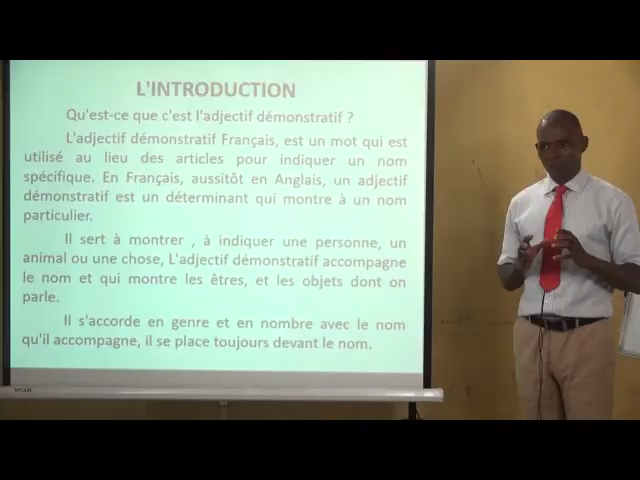 L'INTRODUCTION
Qu'est-ce que c'est l'adjectif démonstratif ?
L'adjectif démonstratif Français, est un mot qui est
utilisé au lieu des articles pour indiquer un nom
spécifique. En Français, aussitôt en Anglais, un adjectif
démonstratif est un déterminant qui montre à un nom
particulier.
Il sert à montrer , à indiquer une personne, un
animal ou une chose, L'adjectif démonstratif accompagne
le nom et qui montre les êtres, et les objets dont on
parle.
Il s'accorde en genre et en nombre avec le nom
qu'il accompagne, il se place toujours devant le nom.